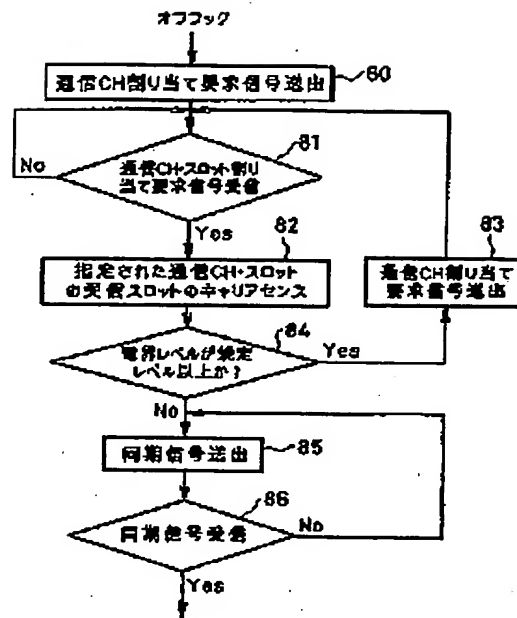 オフフック
通信CH割り当て要求信号送出
80
81
通信CH+スロット割り
当て要求信号受信
No
Yes
82
83
指定された通信CH+スロット
の受信スロットのキャリアセンス
通信CH割り当て
要求信号送出
84
電界レベルが規定
レベル以上か?
Yes
No
同期信号送出
85
86
同期信号受信
No
Yes